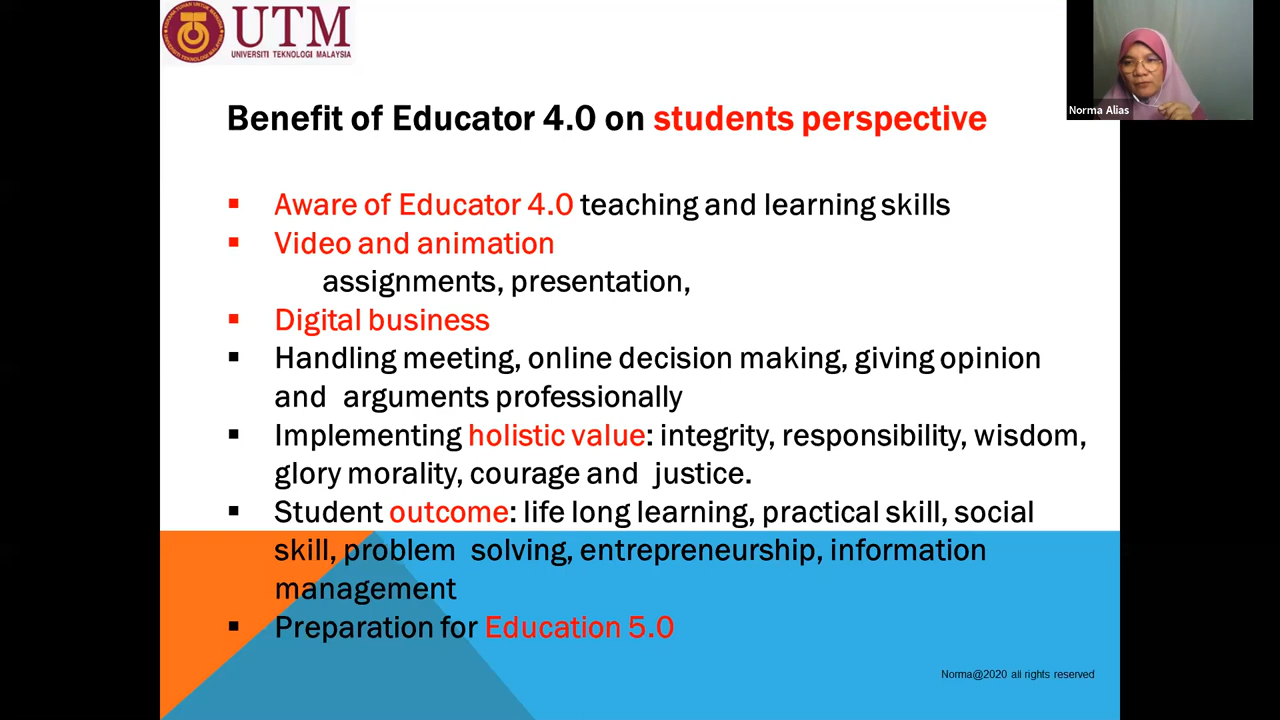 UTM
UNIVERSITI TEKNOLOGI MALAYSIA
Norma Alias
Benefit of Educator 4.0 on students perspective
Aware of Educator 4.0 teaching and learning skills
Video and animation
assignments, presentation,
Digital business
Handling meeting, online decision making, giving opinion
and arguments professionally
Implementing holistic value: integrity, responsibility, wisdom,
glory morality, courage and justice.
Student outcome: life long learning, practical skill, social
skill, problem solving, entrepreneurship, information
management
Preparation for Education 5.0
Norma@2020 all rights reserved